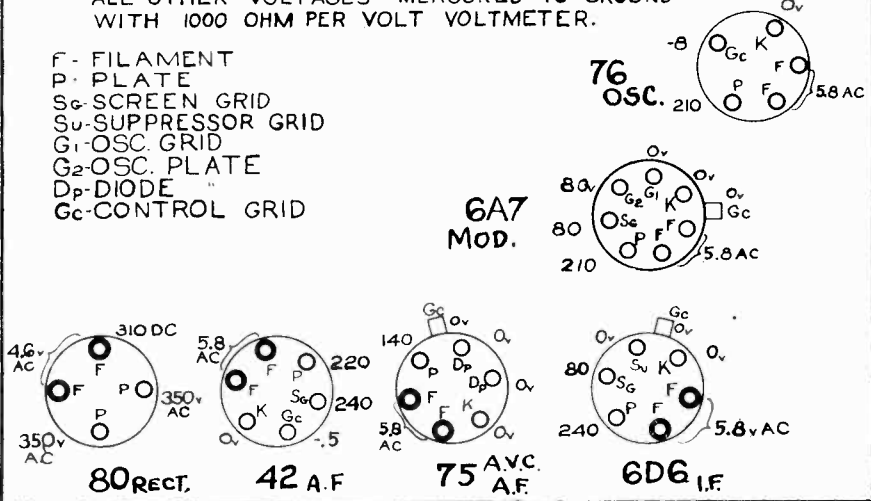 ALL OTHER VOLTAGES MEASURED TO GROUND
WITH 1000 OHM PER VOLT VOLTMETER.
F - FILAMENT
P - PLATE
SG - SCREEN GRID
SU - SUPPRESSOR GRID
G1 - OSC. GRID
G2 - OSC. PLATE
DP - DIODE "
GC - CONTROL GRID
76
OSC.
0v
-8
GC
K
F
P
F
210
5.8 AC
6A7
MOD.
0v
0v
80v
G2
G1
K
0v
GC
80
SG
P
F
F
210
5.8 AC
310 DC
4.6v
AC
F
F
P
350v
AC
P
350v
AC
80 RECT.
5.8
AC
F
P
220
F
SG
240
K
GC
0v
-.5
42 A.F
GC
0v
0v
140
P
DP
DP
0v
F
K
5.8
AC
F
0v
75 A.V.C.
A.F.
GC
0v
0v
SU
K
0v
80
SG
F
P
F
240
5.8v AC
6D6 I.F.